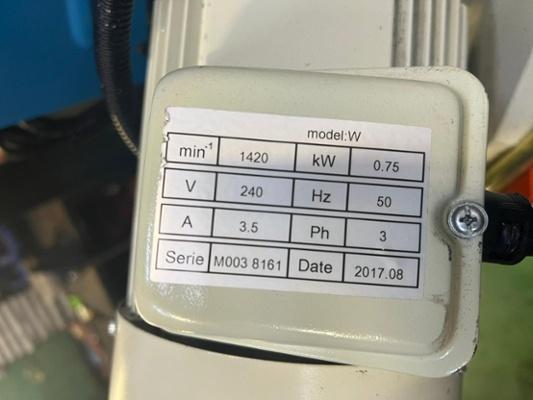 model:W
min-1 1420 kW 0.75
V 240 Hz 50
A 3.5 Ph 3
Serie M003 8161 Date 2017.08